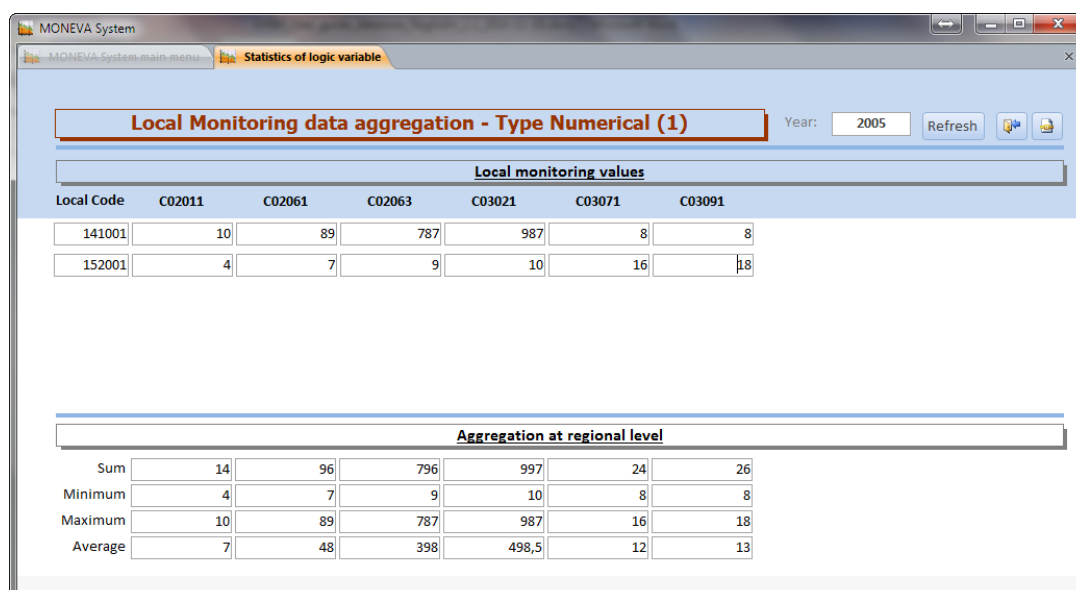 MONEVA System
MONEVA System main menu Statistics of logic variable
Local Monitoring data aggregation - Type Numerical (1) Year: 2005 Refresh
Local monitoring values
Local Code C02011 C02061 C02063 C03021 C03071 C03091
141001 10 89 787 987 8 8
152001 4 7 9 10 16 18
Aggregation at regional level
Sum 14 96 796 997 24 26
Minimum 4 7 9 10 8 8
Maximum 10 89 787 987 16 18
Average 7 48 398 498,5 12 13